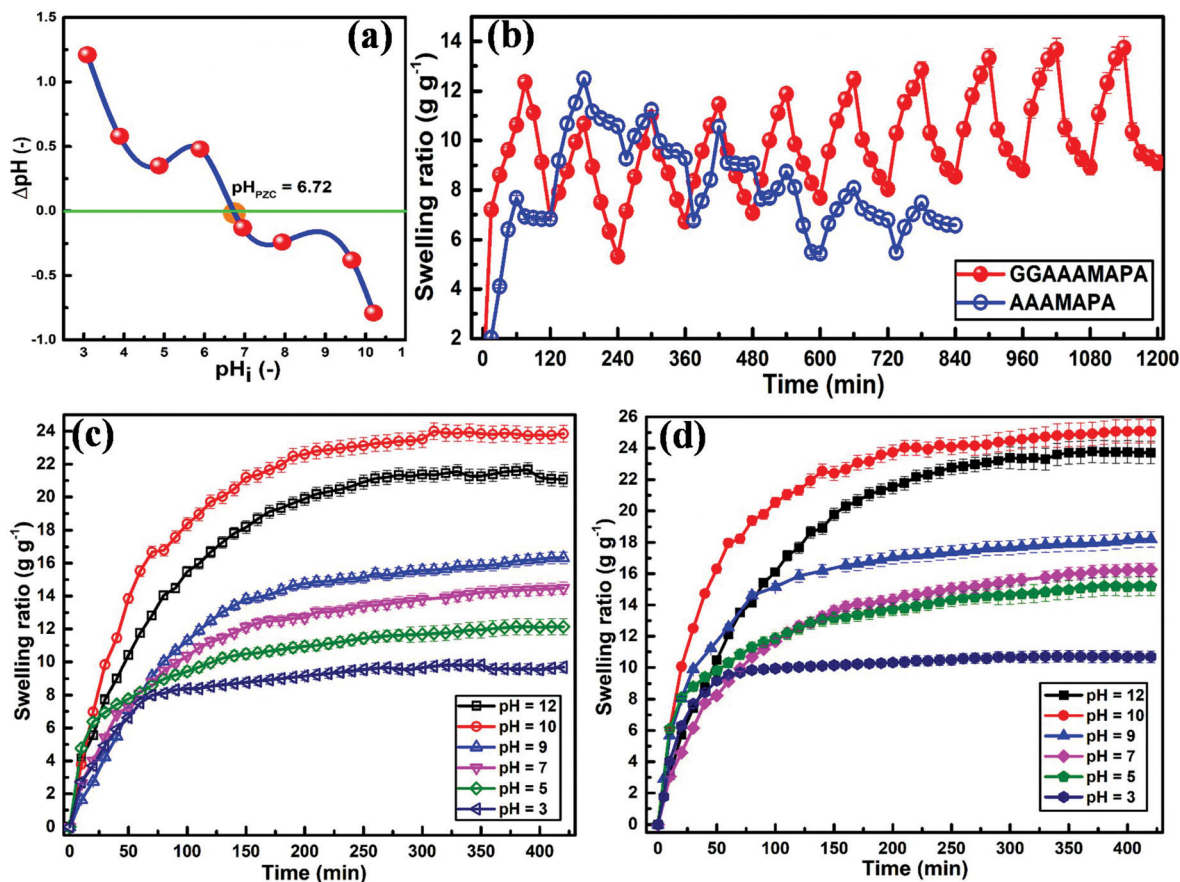 (a)
1.5
1.0
0.5
0.0
-0.5
-1.0
ΔpH (-)
pH_PZC = 6.72
3 4 5 6 7 8 9 10 1
pH_i (-)
(b)
14
12
10
8
6
4
2
Swelling ratio (g g⁻¹)
GGAAAMAPA
AAAMAPA
0 120 240 360 480 600 720 840 960 1080 1200
Time (min)
(c)
24
22
20
18
16
14
12
10
8
6
4
2
0
Swelling ratio (g g⁻¹)
pH = 12
pH = 10
pH = 9
pH = 7
pH = 5
pH = 3
0 50 100 150 200 250 300 350 400
Time (min)
(d)
26
24
22
20
18
16
14
12
10
8
6
4
2
0
Swelling ratio (g g⁻¹)
pH = 12
pH = 10
pH = 9
pH = 7
pH = 5
pH = 3
0 50 100 150 200 250 300 350 400
Time (min)